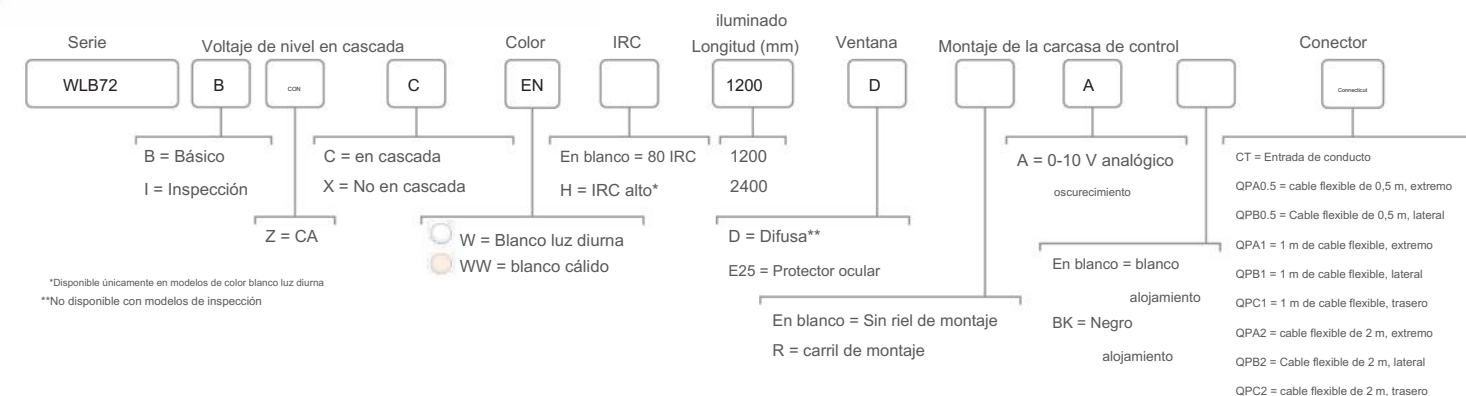 iluminado
Serie Voltaje de nivel en cascada Color IRC Longitud (mm) Ventana Montaje de la carcasa de control Conector
WLB72 B CON C EN 1200 D A Connecticut
B = Básico
I = Inspección
Z = CA
C = en cascada
X = No en cascada
W = Blanco luz diurna
WW = blanco cálido
En blanco = 80 IRC
H = IRC alto*
1200
2400
D = Difusa**
E25 = Protector ocular
En blanco = Sin riel de montaje
R = carril de montaje
A = 0-10 V analógico
oscurecimiento
En blanco = blanco
alojamiento
BK = Negro
alojamiento
CT = Entrada de conducto
QPA0.5 = cable flexible de 0,5 m, extremo
QPB0.5 = Cable flexible de 0,5 m, lateral
QPA1 = 1 m de cable flexible, extremo
QPB1 = 1 m de cable flexible, lateral
QPC1 = 1 m de cable flexible, trasero
QPA2 = cable flexible de 2 m, extremo
QPB2 = Cable flexible de 2 m, lateral
QPC2 = cable flexible de 2 m, trasero
*Disponible únicamente en modelos de color blanco luz diurna
**No disponible con modelos de inspección